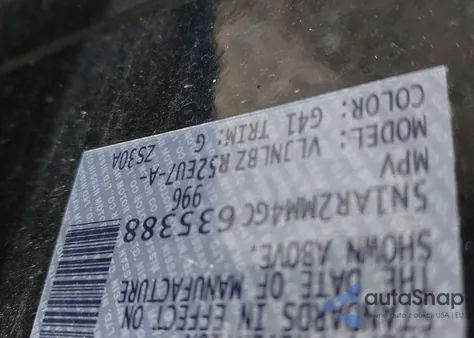 NDARDS IN EFFECT ON
THE DATE OF MANUFACTURE
SHOWN ABOVE.
5N1AR2MM4GC635388
MPV 996
MODEL: VLJNLBZ R52EU7-A- ZS30A
COLOR: G41 TRIM: G
autoSnap